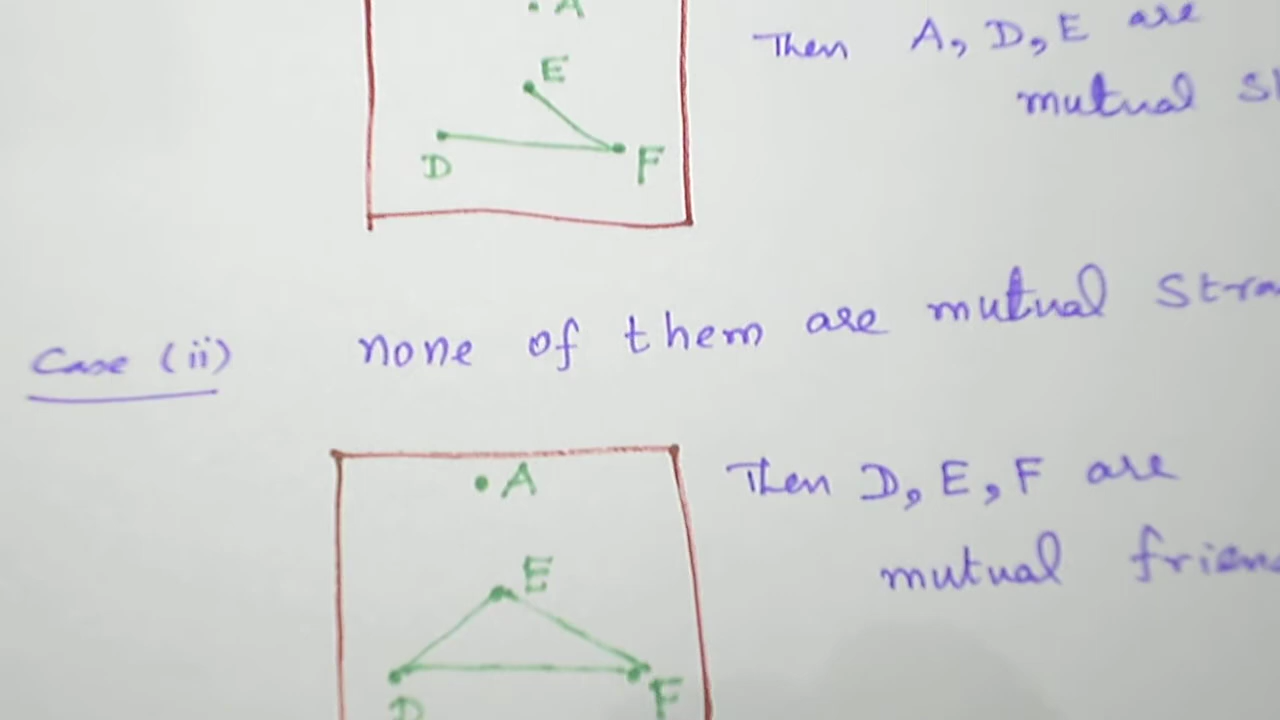 A
Then A, D, E are
mutual
E
D
F
Case (ii) none of them are mutual
A
Then D, E, F are
mutual
E
D
F